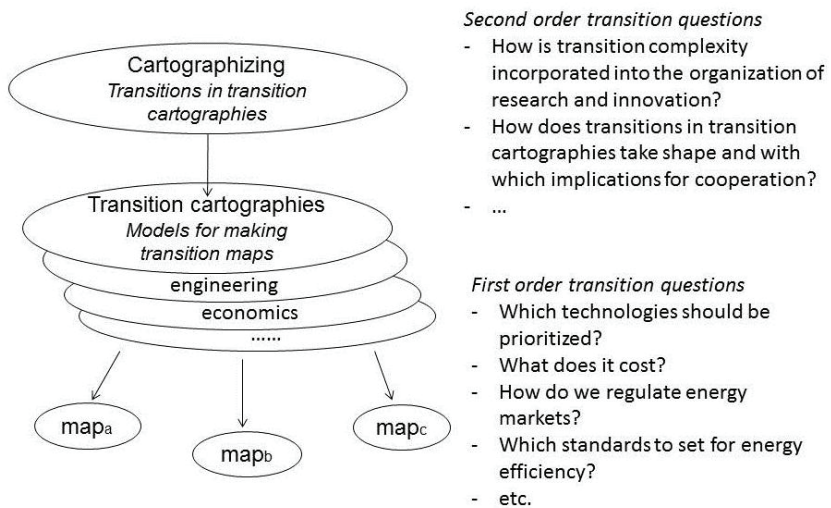 Cartographizing
Transitions in transition
cartographies
Transition cartographies
Models for making
transition maps
engineering
economics
......
mapa
mapb
mapc
Second order transition questions
- How is transition complexity
incorporated into the organization of
research and innovation?
- How does transitions in transition
cartographies take shape and with
which implications for cooperation?
- ...
First order transition questions
- Which technologies should be
prioritized?
- What does it cost?
- How do we regulate energy
markets?
- Which standards to set for energy
efficiency?
- etc.